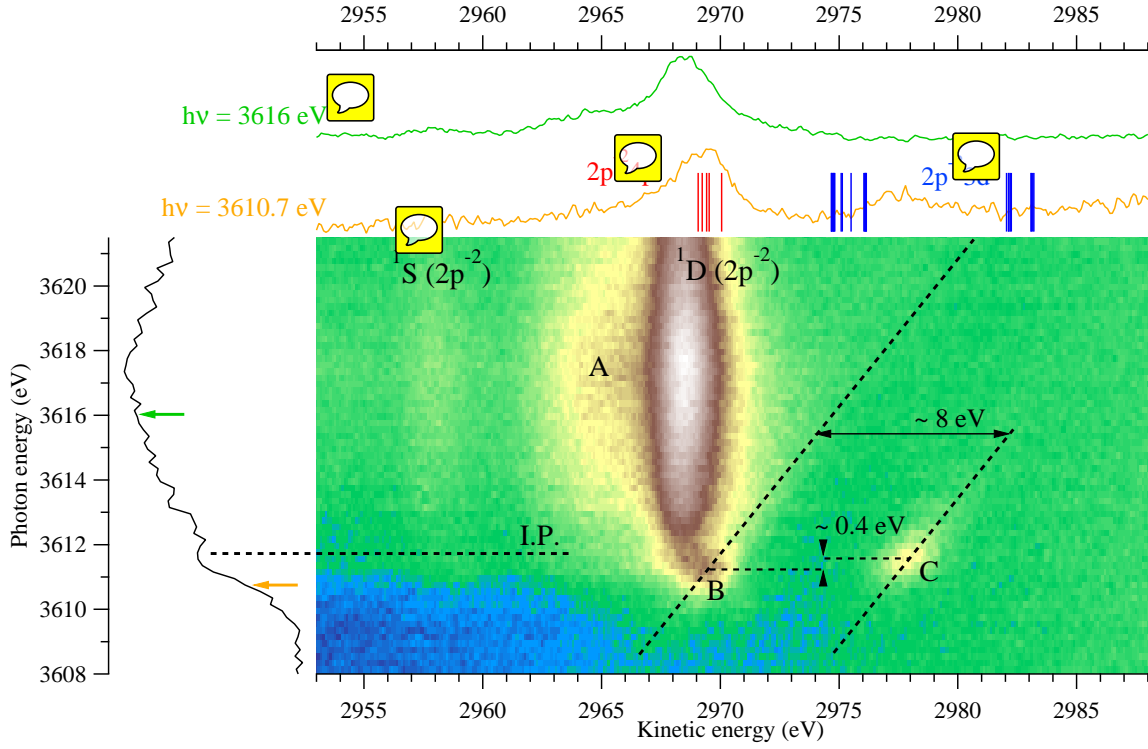 2955 2960 2965 2970 2975 2980 2985
hν = 3616 eV
hν = 3610.7 eV
¹S (2p⁻²)
¹D (2p⁻²)
3620
3618
3616
3614
3612
3610
3608
Photon energy (eV)
A
~ 8 eV
I.P.
~ 0.4 eV
B
C
2955 2960 2965 2970 2975 2980 2985
Kinetic energy (eV)